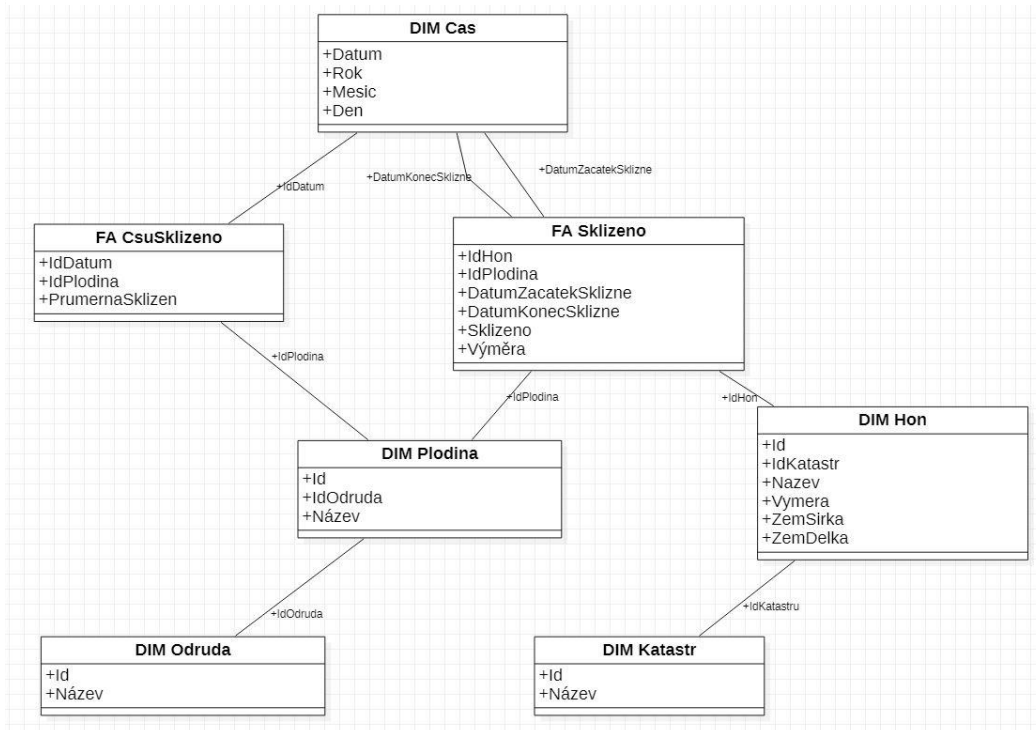 DIM Cas
+Datum
+Rok
+Mesic
+Den
+IdDatum
+DatumKonecSklizne
+DatumZacatekSklizne
FA CsuSklizeno
+IdDatum
+IdPlodina
+PrumernaSklizen
FA Sklizeno
+IdHon
+IdPlodina
+DatumZacatekSklizne
+DatumKonecSklizne
+Sklizeno
+Výměra
+IdPlodina
+IdPlodina
+IdHon
DIM Plodina
+Id
+IdOdruda
+Název
DIM Hon
+Id
+IdKatastr
+Nazev
+Vymera
+ZemSirka
+ZemDelka
+IdOdruda
+IdKatastru
DIM Odruda
+Id
+Název
DIM Katastr
+Id
+Název